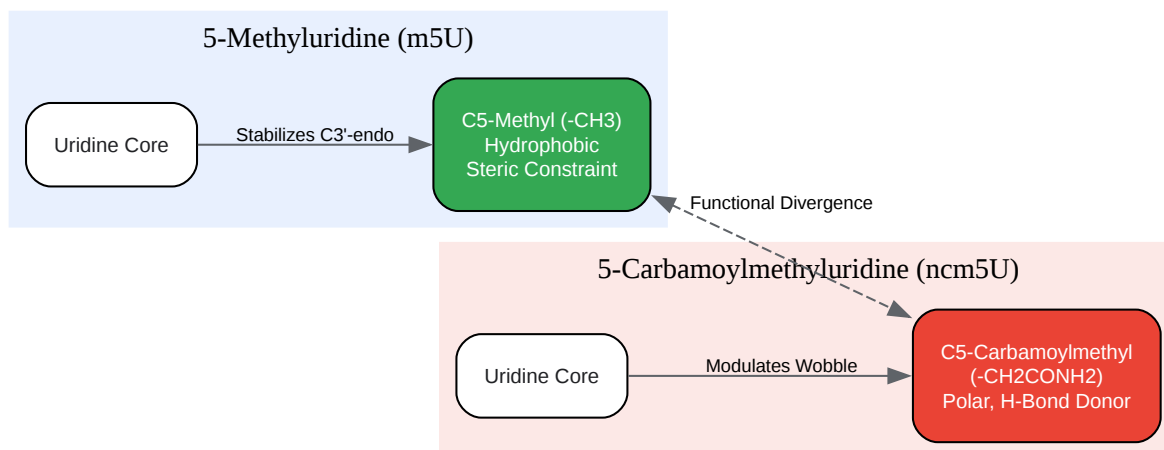 5-Methyluridine (m5U)
Uridine Core
Stabilizes C3'-endo
C5-Methyl (-CH3)
Hydrophobic
Steric Constraint
Functional Divergence
5-Carbamoylmethyluridine (ncm5U)
Uridine Core
Modulates Wobble
C5-Carbamoylmethyl
(-CH2CONH2)
Polar, H-Bond Donor